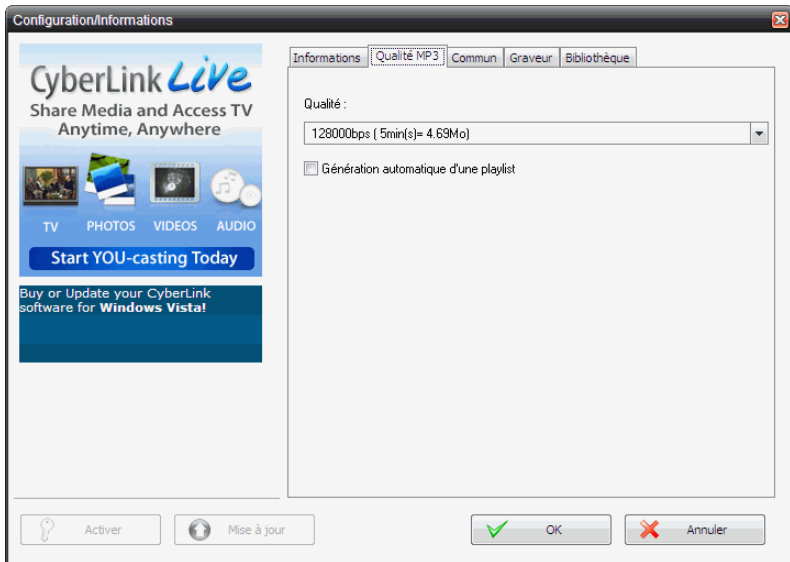 Configuration/Informations
CyberLink Live
Share Media and Access TV
Anytime, Anywhere
TV PHOTOS VIDEOS AUDIO
Start YOU-casting Today
Buy or Update your CyberLink
software for Windows Vista!
Informations Qualité MP3 Commun Graveur Bibliothèque
Qualité :
128000bps ( 5min(s)= 4.69Mo)
Génération automatique d'une playlist
Activer Mise à jour OK Annuler